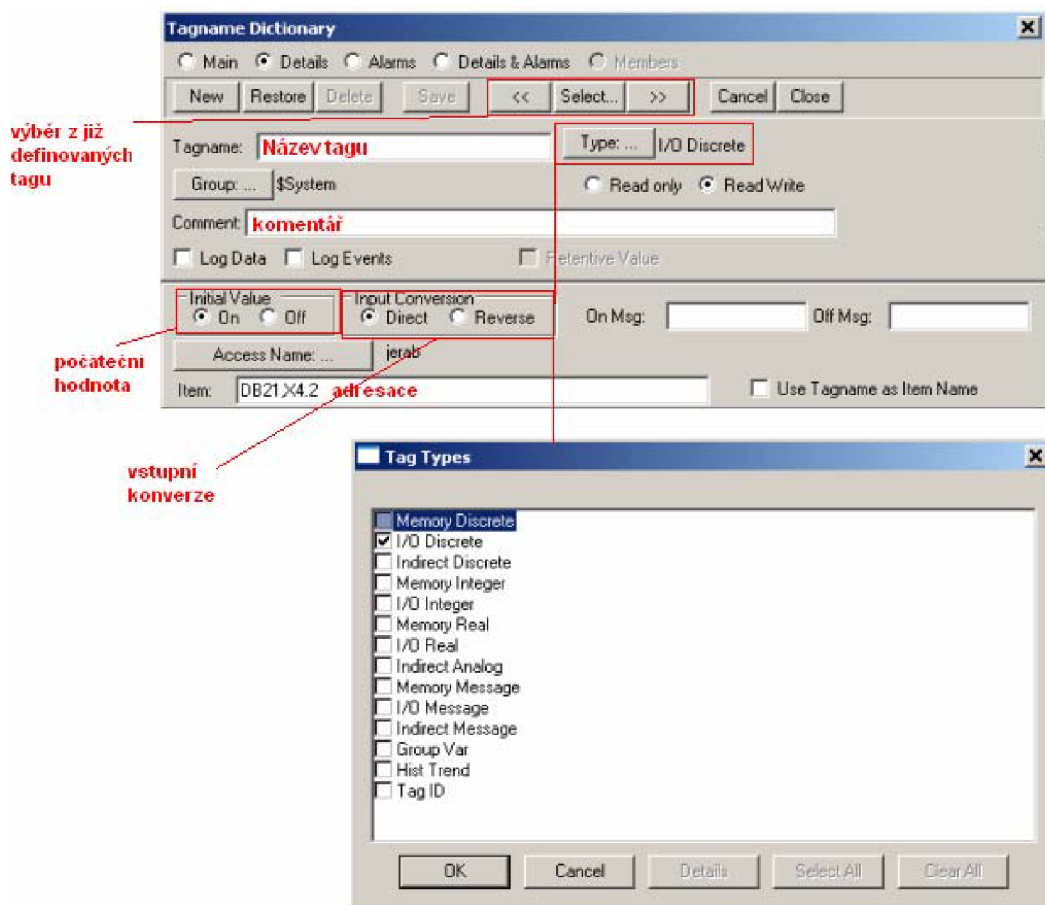 Tagname Dictionary
Main Details Alarms Details & Alarms Members
New Restore Delete Save << Select... >> Cancel Close
výběr z již
definovaných
tagu
Tagname: Název tagu Type: ... I/O Discrete
Group: ... $System Read only Read Write
Comment: komentář
Log Data Log Events Retentive Value
Initial Value Input Conversion
On Off Direct Reverse On Msg: Off Msg:
počáteční
hodnota
Access Name: ... jerab
Item: DB21,X4.2 adresace Use Tagname as Item Name
vstupní
konverze
Tag Types
Memory Discrete
I/O Discrete
Indirect Discrete
Memory Integer
I/O Integer
Memory Real
I/O Real
Indirect Analog
Memory Message
I/O Message
Indirect Message
Group Var
Hist Trend
Tag ID
OK Cancel Details Select All Clear All